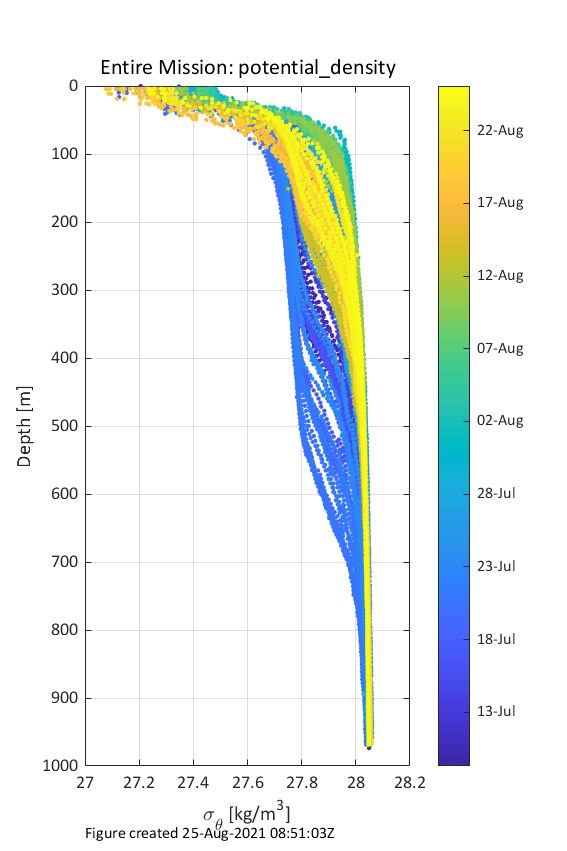 Entire Mission: potential_density
0
100
200
300
400
500
600
700
800
900
1000
Depth [m]
27
27.2
27.4
27.6
27.8
28
28.2
σθ [kg/m3]
22-Aug
17-Aug
12-Aug
07-Aug
02-Aug
28-Jul
23-Jul
18-Jul
13-Jul
Figure created 25-Aug-2021 08:51:03Z